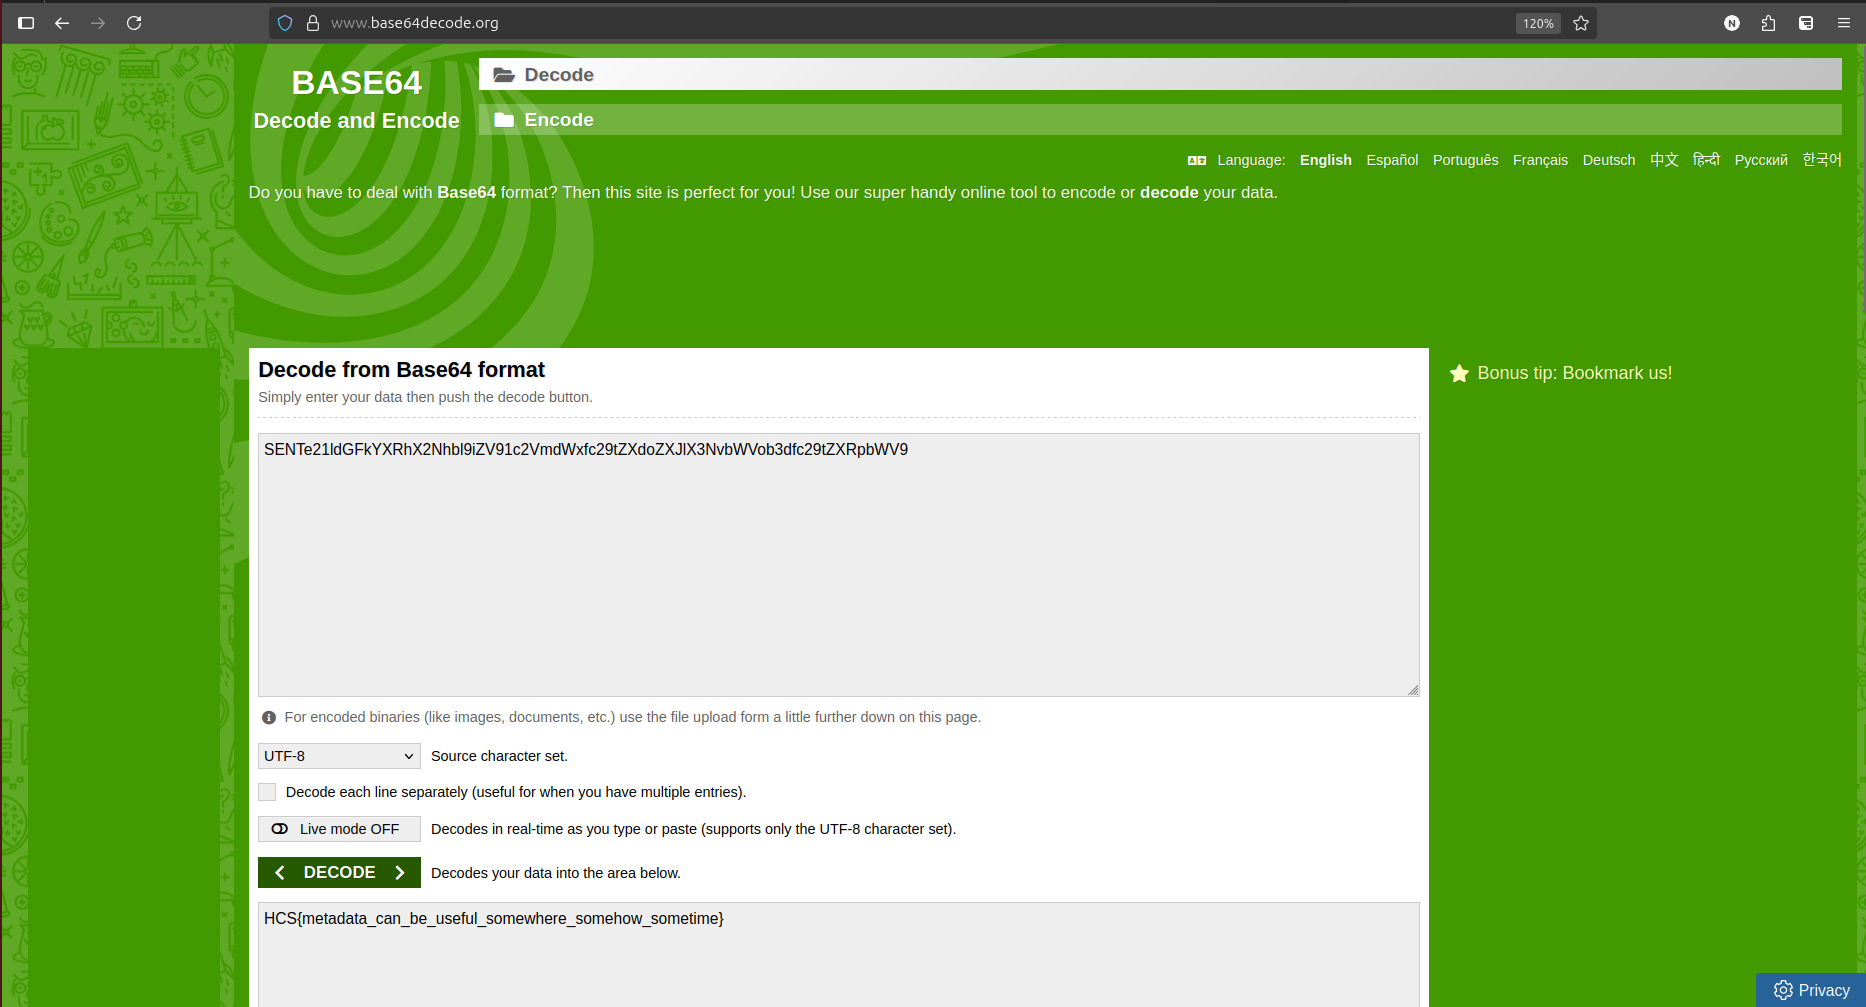 www.base64decode.org
120%
N
BASE64
Decode and Encode
Decode
Encode
Language: English Español Português Français Deutsch 中文 हिन्दी Русский 한국어
Do you have to deal with Base64 format? Then this site is perfect for you! Use our super handy online tool to encode or decode your data.
Decode from Base64 format
Simply enter your data then push the decode button.
Bonus tip: Bookmark us!
SENTe21ldGFkYXRhX2Nhbl9iZV91c2VmdWxfc29tZXdoZXJlX3NvbWVob3dfc29tZXRpbWV9
For encoded binaries (like images, documents, etc.) use the file upload form a little further down on this page.
UTF-8 Source character set.
Decode each line separately (useful for when you have multiple entries).
Live mode OFF Decodes in real-time as you type or paste (supports only the UTF-8 character set).
DECODE Decodes your data into the area below.
HCS{metadata_can_be_useful_somewhere_somehow_sometime}
Privacy